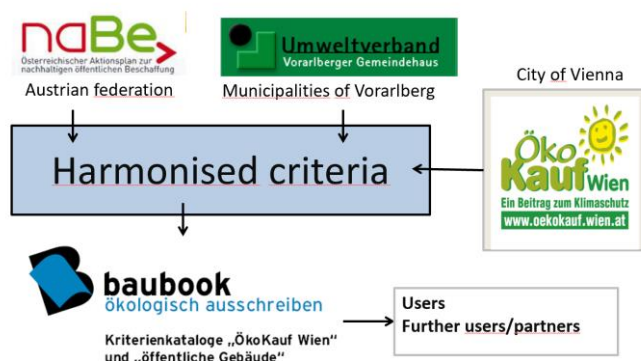 naBe
Österreichischer Aktionsplan zur
nachhaltigen öffentlichen Beschaffung
Austrian federation
Umweltverband
Vorarlberger Gemeindehaus
Municipalities of Vorarlberg
City of Vienna
Öko
Kauf Wien
Ein Beitrag zum Klimaschutz
www.oekokauf.wien.at
Harmonised criteria
baubook
ökologisch ausschreiben
Kriterienkataloge „ÖkoKauf Wien“
und „öffentliche Gebäude“
Users
Further users/partners